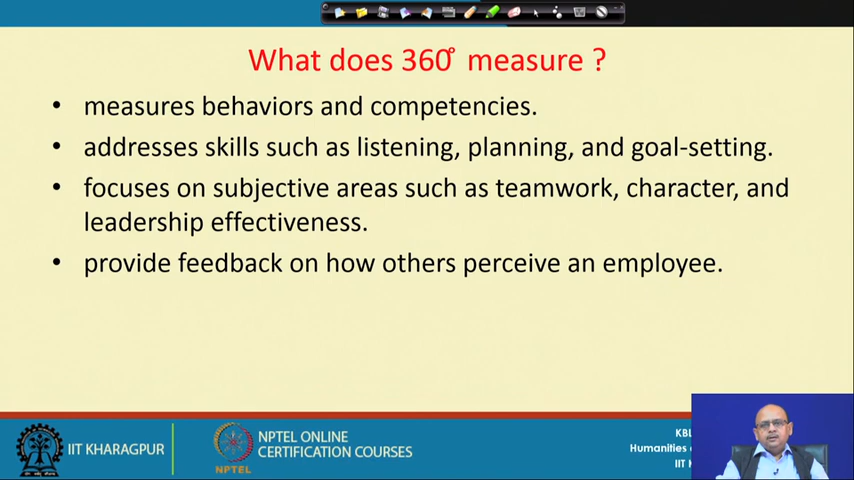 What does 360° measure ?
• measures behaviors and competencies.
• addresses skills such as listening, planning, and goal-setting.
• focuses on subjective areas such as teamwork, character, and
leadership effectiveness.
• provide feedback on how others perceive an employee.
IIT KHARAGPUR
NPTEL
NPTEL ONLINE
CERTIFICATION COURSES
Humanities